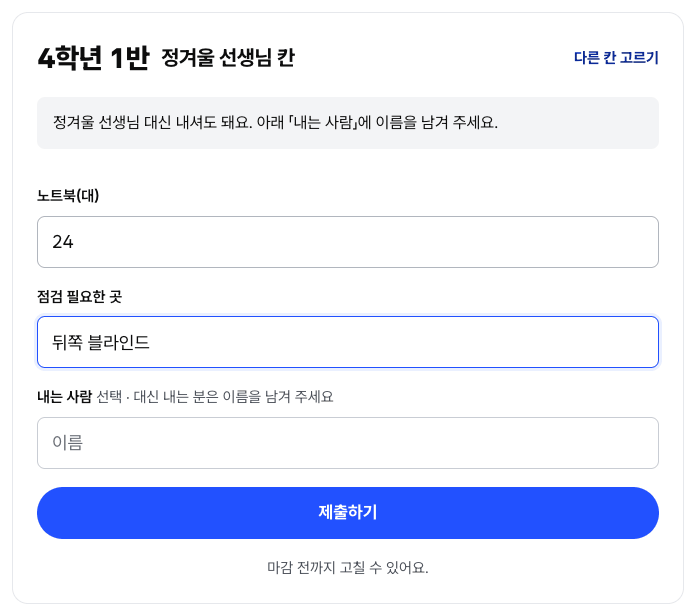 4학년 1반 정겨울 선생님 칸
다른 칸 고르기
정겨울 선생님 대신 내셔도 돼요. 아래 「내는 사람」에 이름을 남겨 주세요.
노트북(대)
24
점검 필요한 곳
뒤쪽 블라인드
내는 사람 선택 · 대신 내는 분은 이름을 남겨 주세요
이름
제출하기
마감 전까지 고칠 수 있어요.